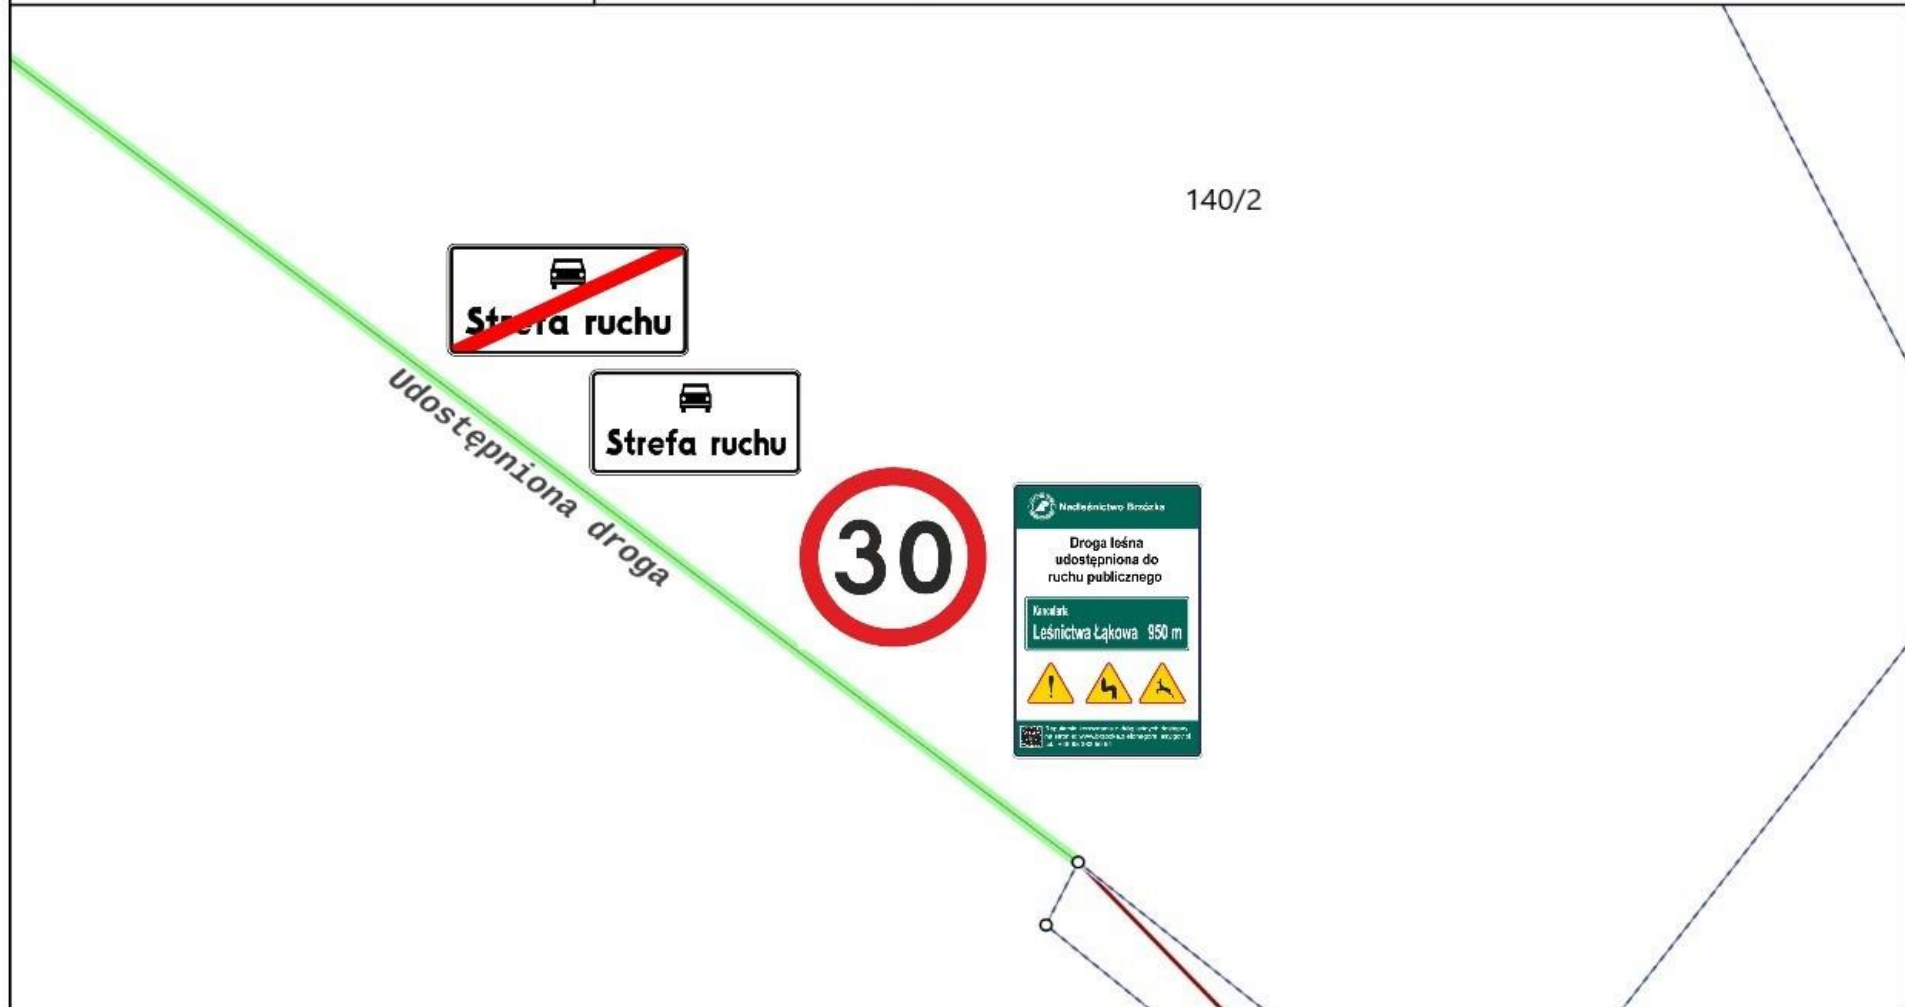 140/2
Strefa ruchu
Strefa ruchu
Udostępniona droga
30
Nadleśnictwo Brzózka
Droga leśna
udostępniona do
ruchu publicznego
Kancelaria
Leśnictwa Łąkowa 950 m